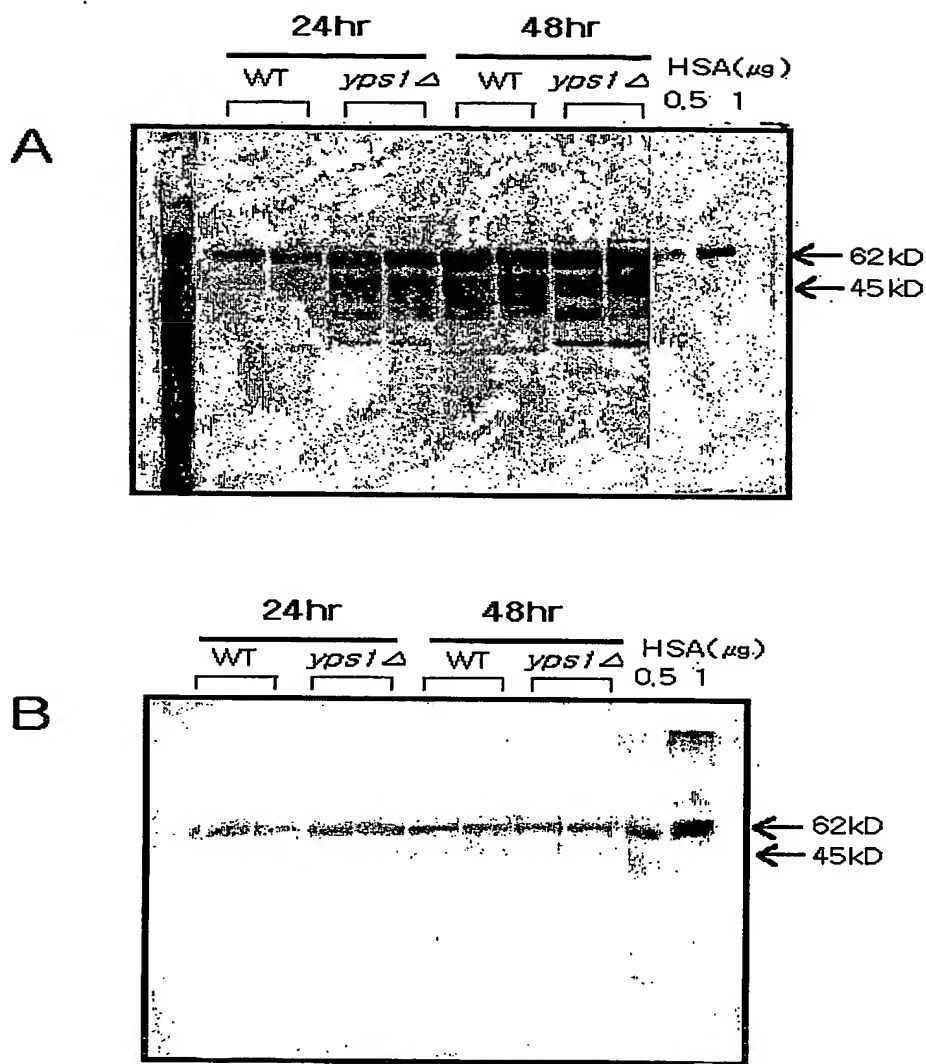 24hr 48hr
WT yps1Δ WT yps1Δ HSA(μg)
0.5 1
A
62kD
45kD
24hr 48hr
WT yps1Δ WT yps1Δ HSA(μg)
0.5 1
B
62kD
45kD